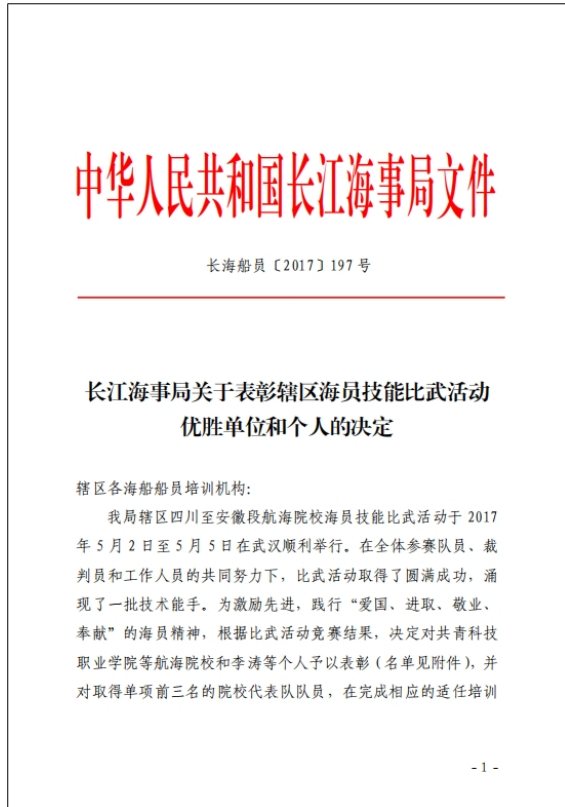 中华人民共和国长江海事局文件
长海船员〔2017〕197 号
长江海事局关于表彰辖区海员技能比武活动
优胜单位和个人的决定
辖区各海船船员培训机构：
我局辖区四川至安徽段航海院校海员技能比武活动于 2017
年 5 月 2 日至 5 月 5 日在武汉顺利举行。在全体参赛队员、裁
判员和工作人员的共同努力下，比武活动取得了圆满成功，涌
现了一批技术能手。为激励先进，践行“爱国、进取、敬业、
奉献”的海员精神，根据比武活动竞赛结果，决定对共青科技
职业学院等航海院校和李涛等个人予以表彰（名单见附件），并
对取得单项前三名的院校代表队队员，在完成相应的适任培训
- 1 -